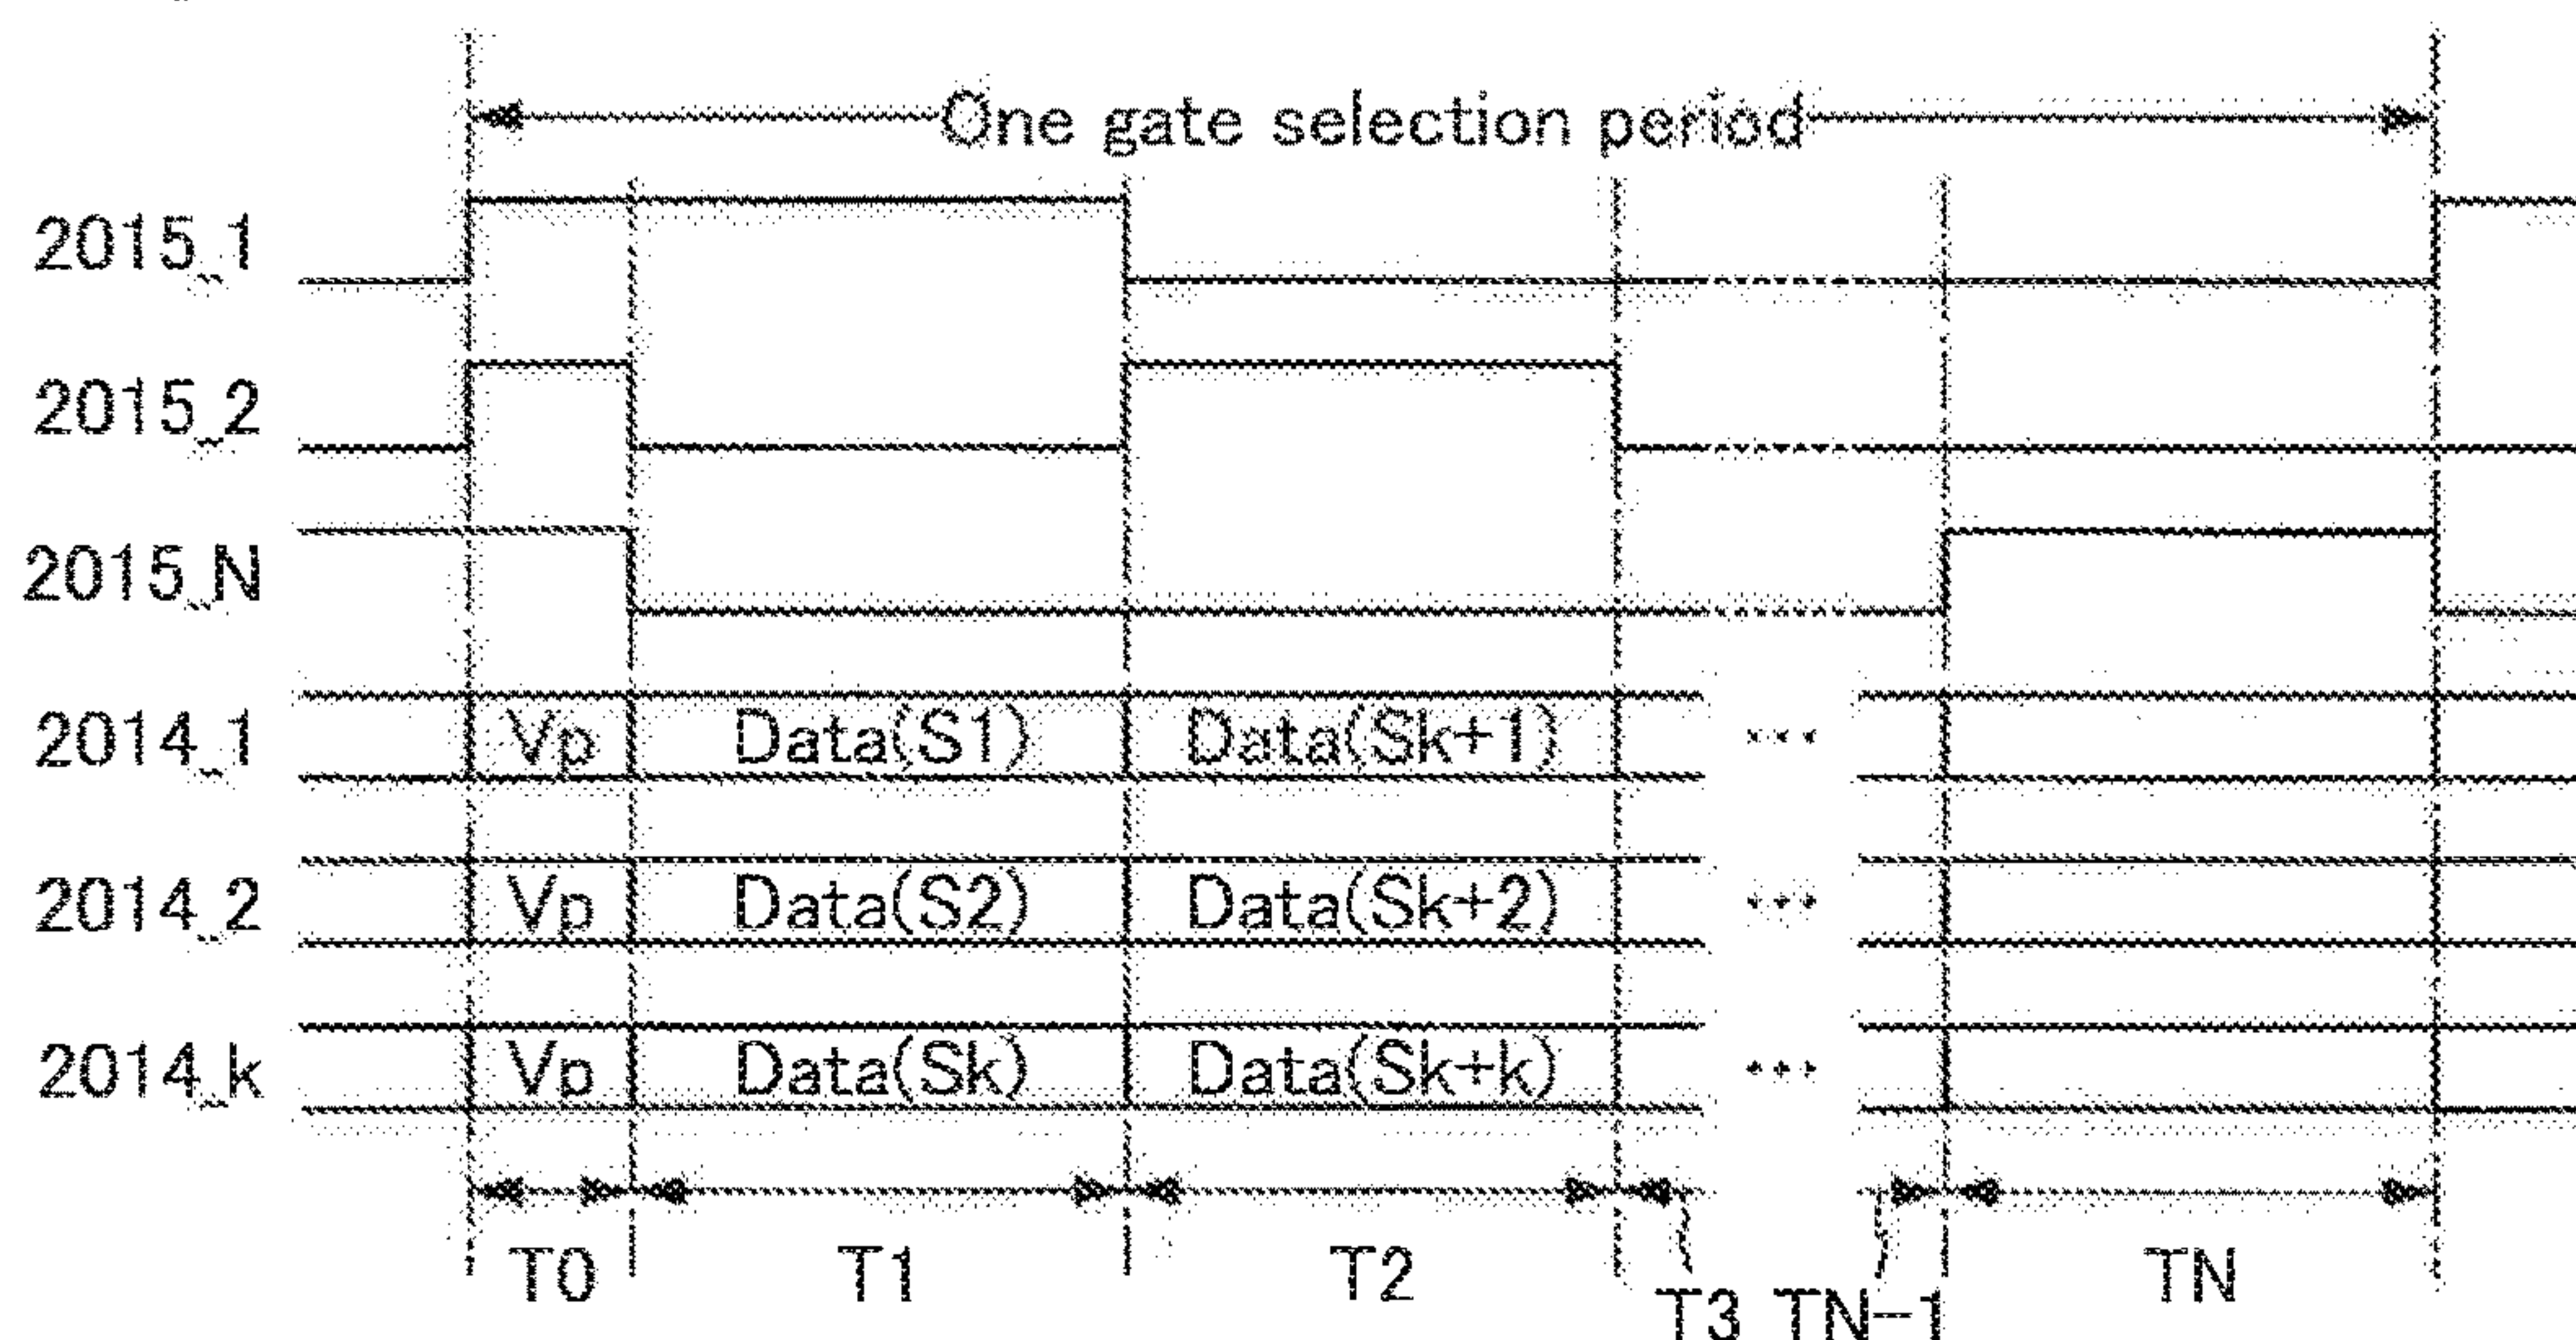 One gate selection period
2015_1
2015_2
2015_N
2014_1 Vp Data(S1) Data(Sk+1) ...
2014_2 Vp Data(S2) Data(Sk+2) ...
2014_k Vp Data(Sk) Data(Sk+k) ...
T0 T1 T2 TN
T3 TN-1